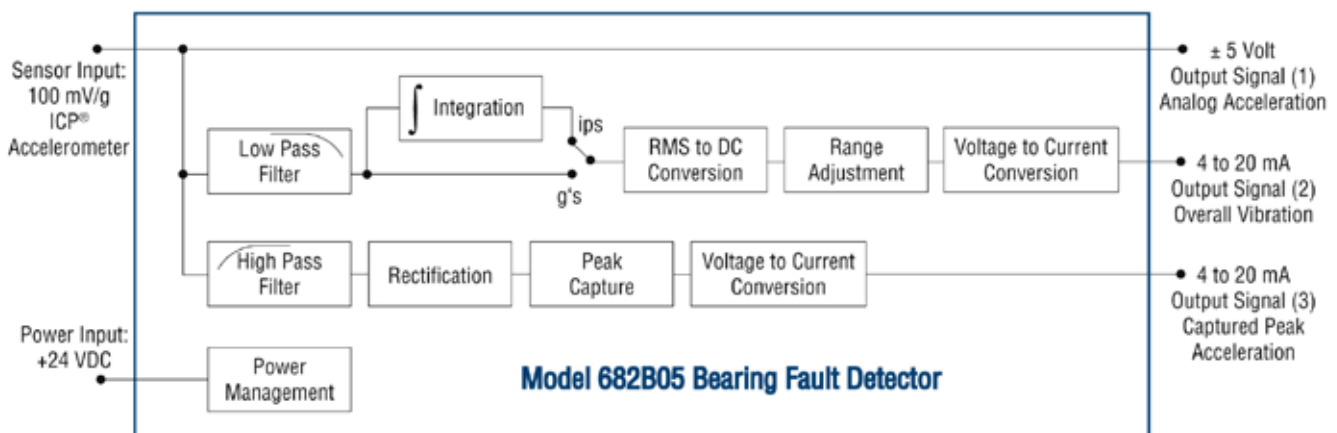 Sensor Input:
100 mV/g
ICP®
Accelerometer
± 5 Volt
Output Signal (1)
Analog Acceleration
∫ Integration
ips
Low Pass
Filter
g's
RMS to DC
Conversion
Range
Adjustment
Voltage to Current
Conversion
4 to 20 mA
Output Signal (2)
Overall Vibration
High Pass
Filter
Rectification
Peak
Capture
Voltage to Current
Conversion
4 to 20 mA
Output Signal (3)
Captured Peak
Acceleration
Power Input:
+24 VDC
Power
Management
Model 682B05 Bearing Fault Detector